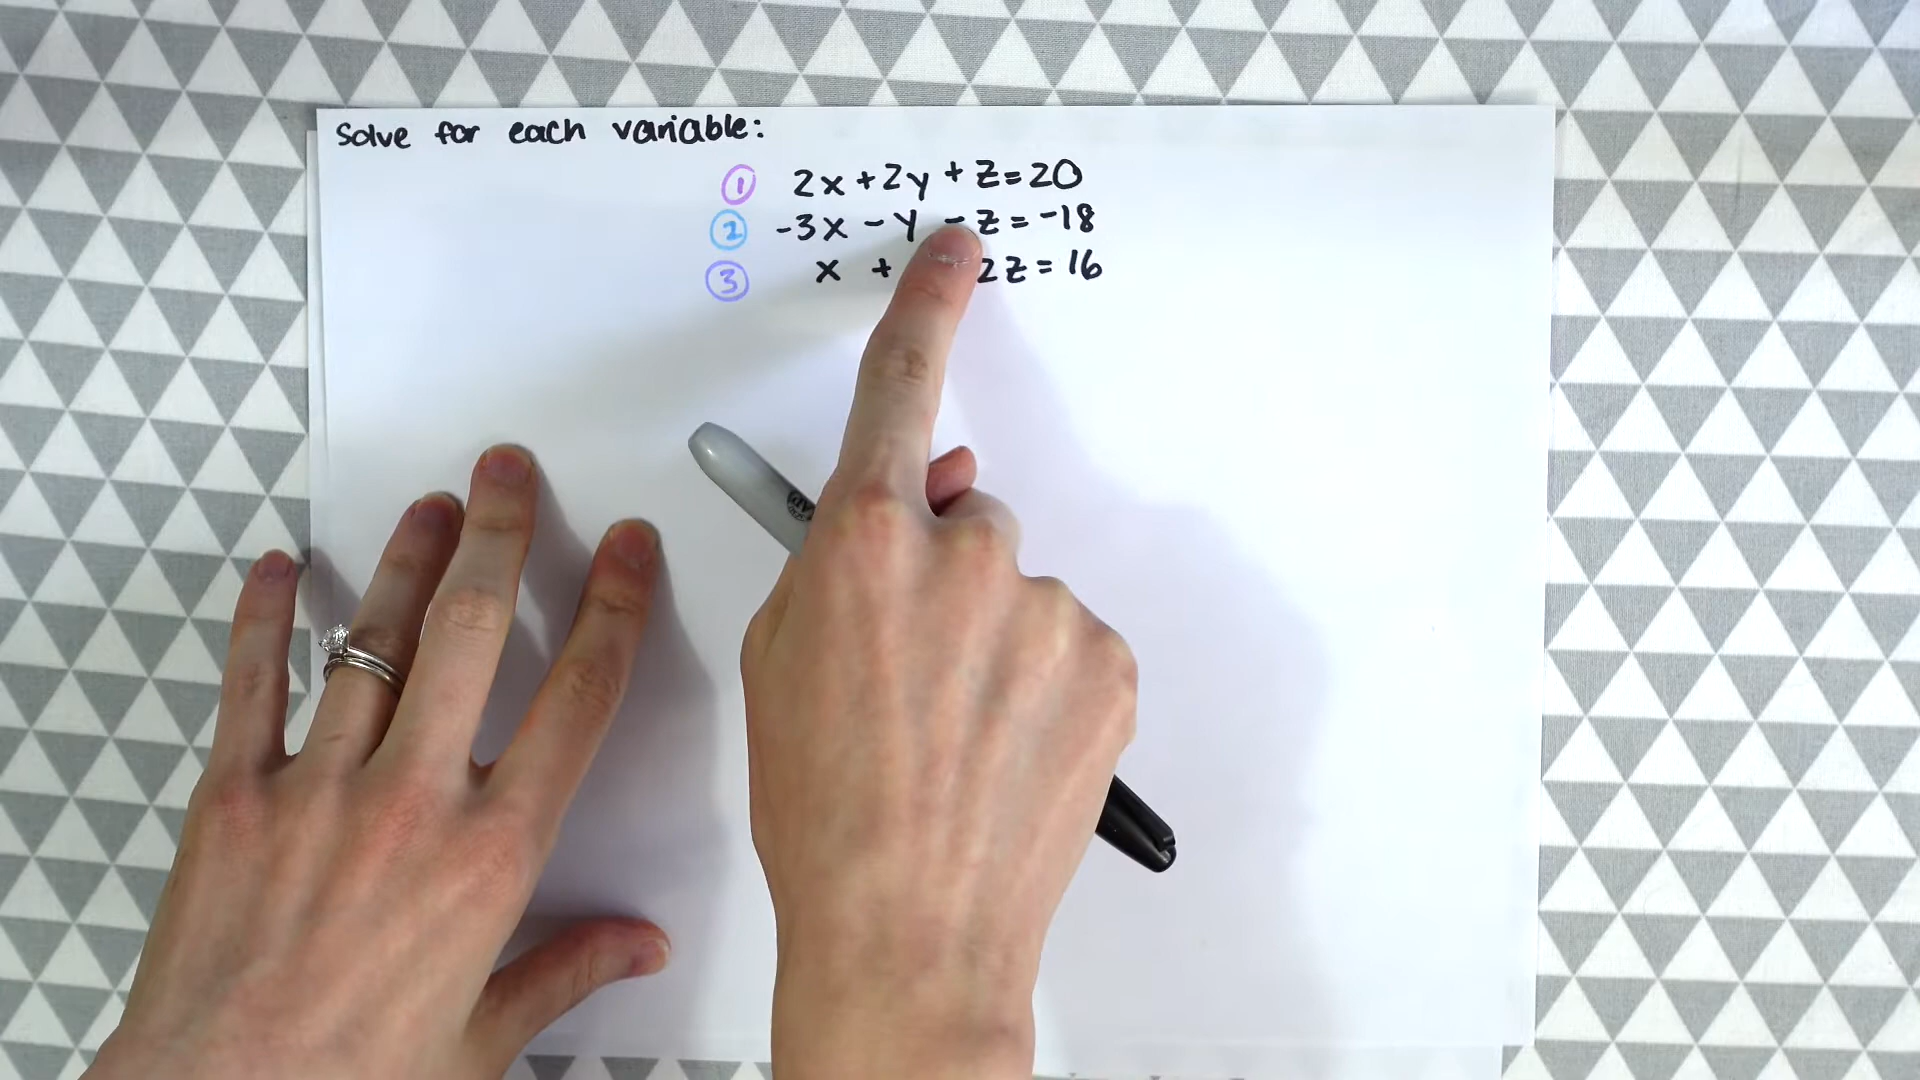 Solve for each variable:
① 2x + 2y + z = 20
② -3x - y - z = -18
③ x + 2z = 16